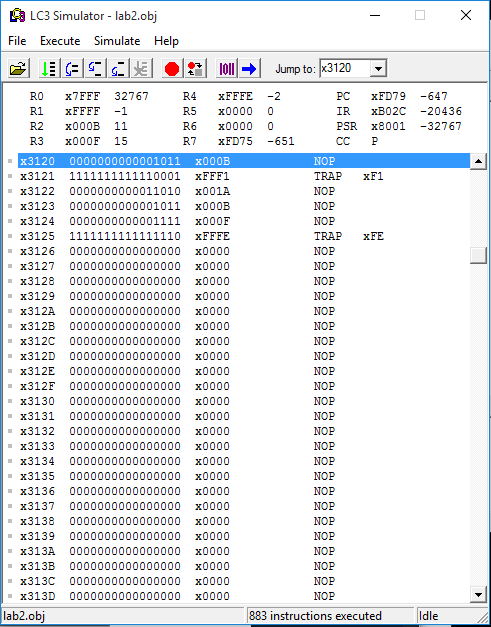 LC3 Simulator - lab2.obj
File Execute Simulate Help
Jump to: x3120
R0 x7FFF 32767 R4 xFFFE -2 PC xFD79 -647
R1 xFFFF -1 R5 x0000 0 IR xB02C -20436
R2 x000B 11 R6 x0000 0 PSR x8001 -32767
R3 x000F 15 R7 xFD75 -651 CC P
x3120 0000000000001011 x000B NOP
x3121 1111111111110001 xFFF1 TRAP xF1
x3122 0000000000011010 x001A NOP
x3123 0000000000001011 x000B NOP
x3124 0000000000001111 x000F NOP
x3125 1111111111111110 xFFFE TRAP xFE
x3126 0000000000000000 x0000 NOP
x3127 0000000000000000 x0000 NOP
x3128 0000000000000000 x0000 NOP
x3129 0000000000000000 x0000 NOP
x312A 0000000000000000 x0000 NOP
x312B 0000000000000000 x0000 NOP
x312C 0000000000000000 x0000 NOP
x312D 0000000000000000 x0000 NOP
x312E 0000000000000000 x0000 NOP
x312F 0000000000000000 x0000 NOP
x3130 0000000000000000 x0000 NOP
x3131 0000000000000000 x0000 NOP
x3132 0000000000000000 x0000 NOP
x3133 0000000000000000 x0000 NOP
x3134 0000000000000000 x0000 NOP
x3135 0000000000000000 x0000 NOP
x3136 0000000000000000 x0000 NOP
x3137 0000000000000000 x0000 NOP
x3138 0000000000000000 x0000 NOP
x3139 0000000000000000 x0000 NOP
x313A 0000000000000000 x0000 NOP
x313B 0000000000000000 x0000 NOP
x313C 0000000000000000 x0000 NOP
x313D 0000000000000000 x0000 NOP
lab2.obj 883 instructions executed Idle